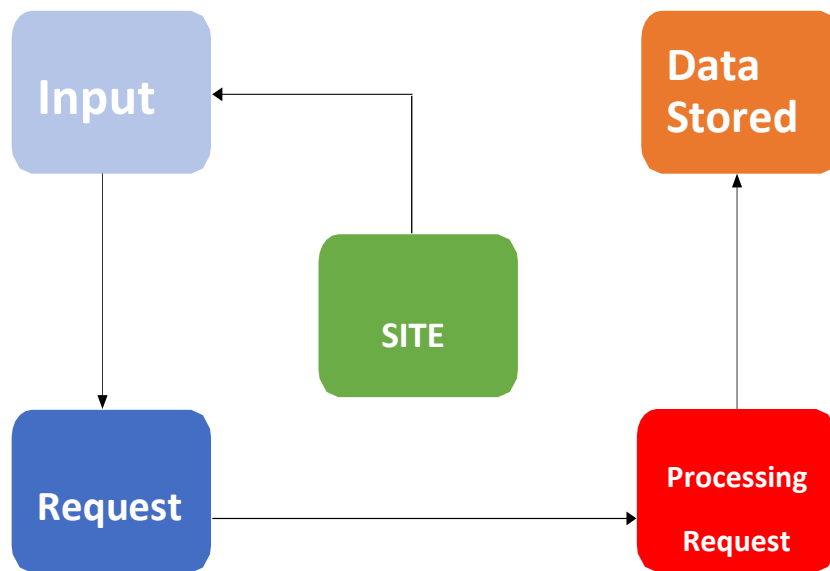 Input
Data
Stored
SITE
Request
Processing
Request